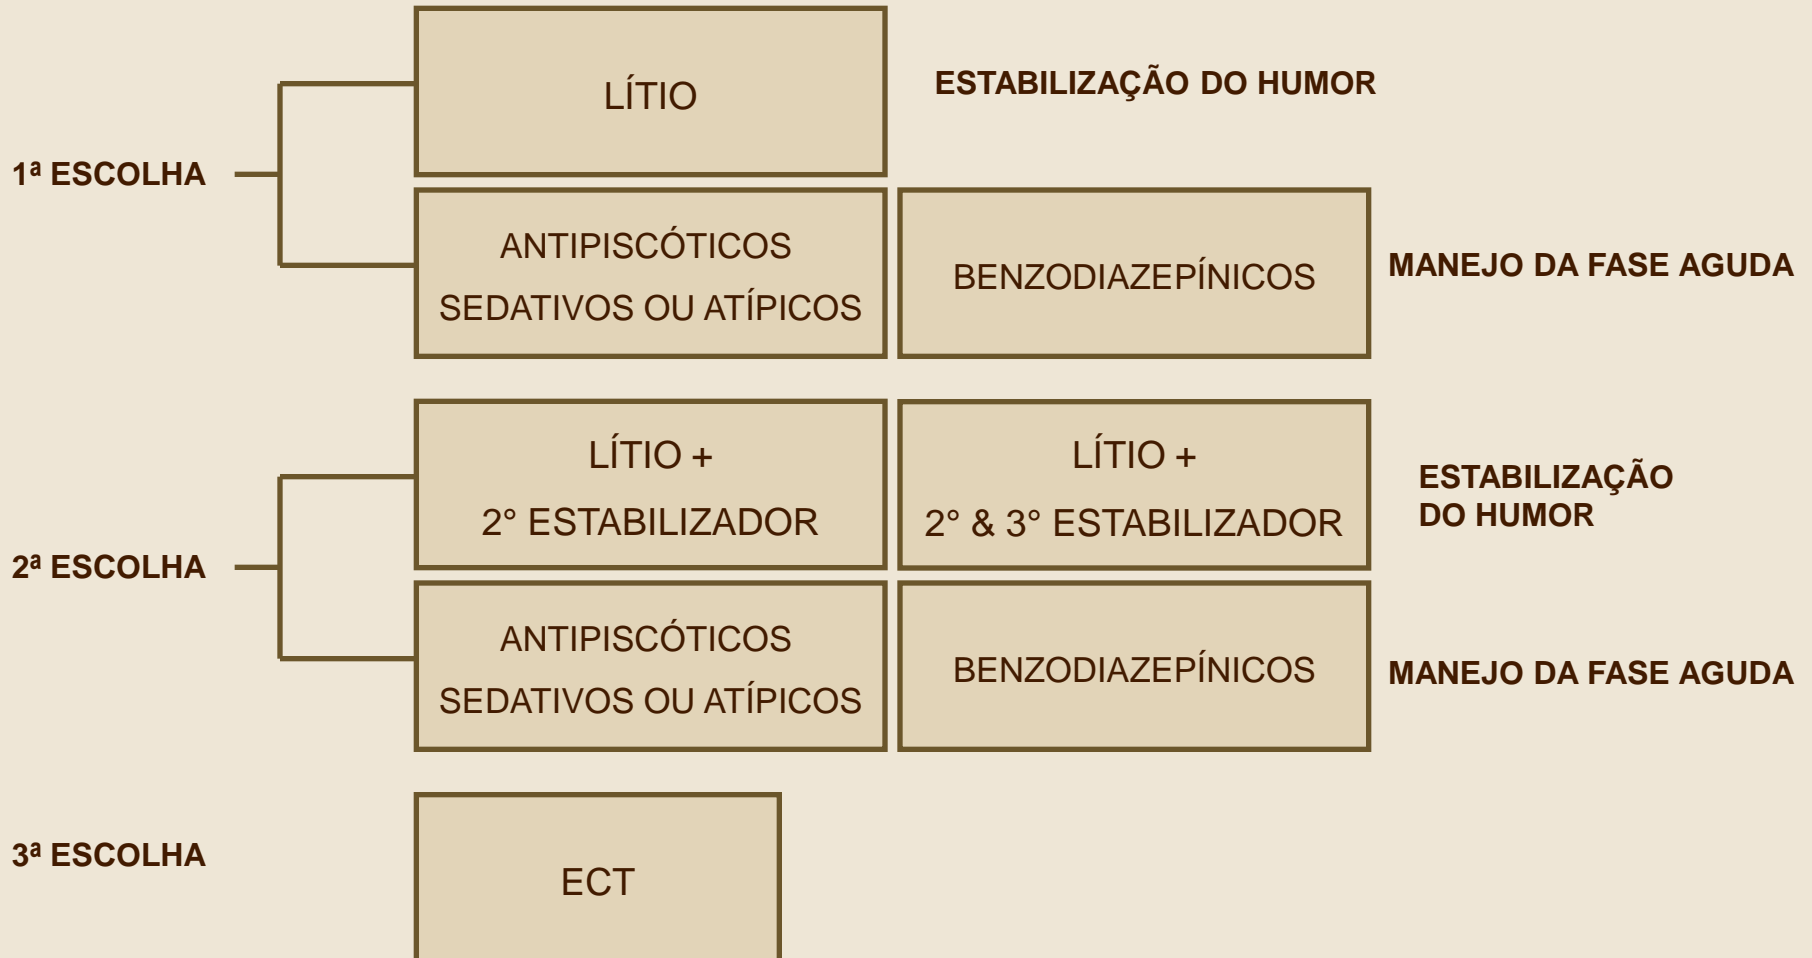 LÍTIO
ESTABILIZAÇÃO DO HUMOR
1ª ESCOLHA
ANTIPISCÓTICOS
SEDATIVOS OU ATÍPICOS
BENZODIAZEPÍNICOS
MANEJO DA FASE AGUDA
LÍTIO +
2° ESTABILIZADOR
LÍTIO +
2° & 3° ESTABILIZADOR
ESTABILIZAÇÃO
DO HUMOR
2ª ESCOLHA
ANTIPISCÓTICOS
SEDATIVOS OU ATÍPICOS
BENZODIAZEPÍNICOS
MANEJO DA FASE AGUDA
3ª ESCOLHA
ECT